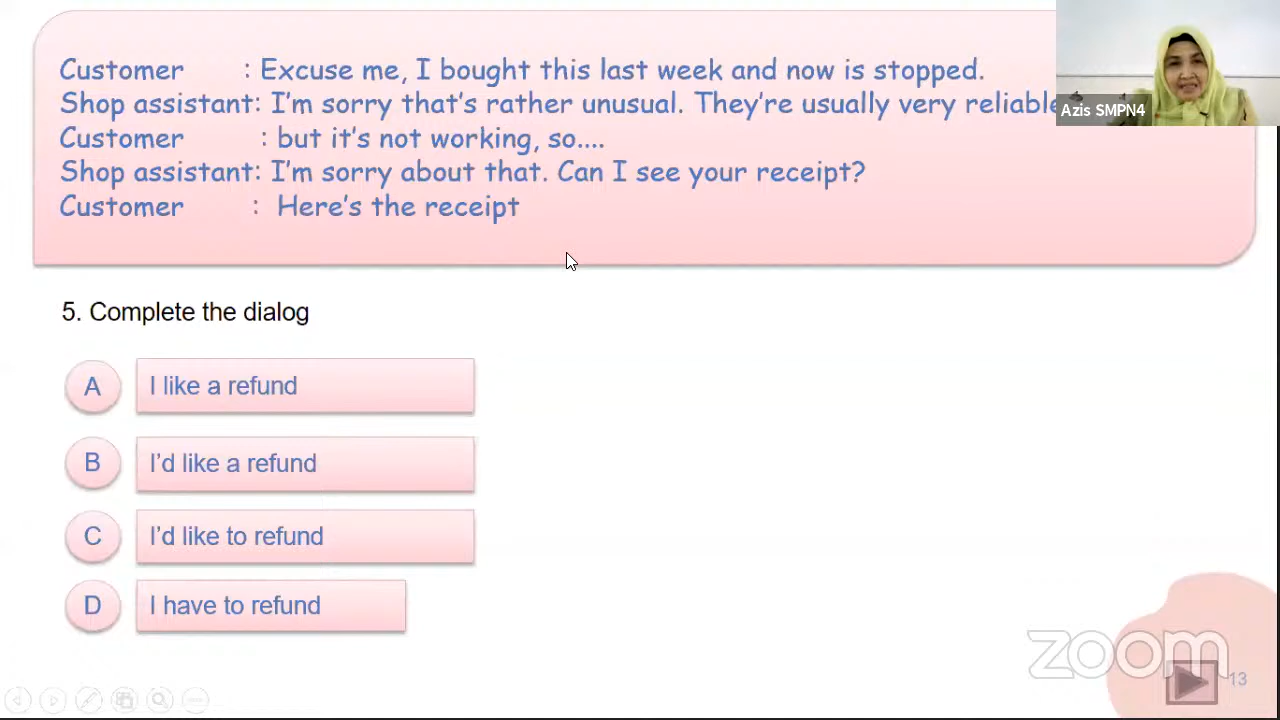 Customer : Excuse me, I bought this last week and now is stopped.
Shop assistant: I'm sorry that's rather unusual. They're usually very reliable
Customer : but it's not working, so....
Shop assistant: I'm sorry about that. Can I see your receipt?
Customer : Here's the receipt
Azis SMPN4
5. Complete the dialog
A I like a refund
B I'd like a refund
C I'd like to refund
D I have to refund
zoom
13